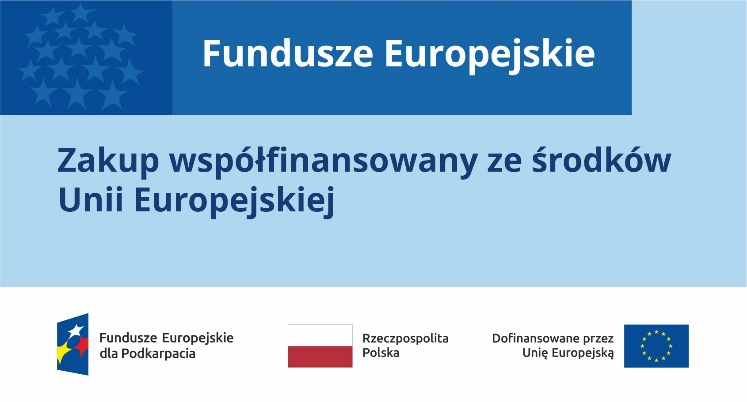 Fundusze Europejskie
Zakup współfinansowany ze środków
Unii Europejskiej
Fundusze Europejskie
dla Podkarpacia
Rzeczpospolita
Polska
Dofinansowane przez
Unię Europejską